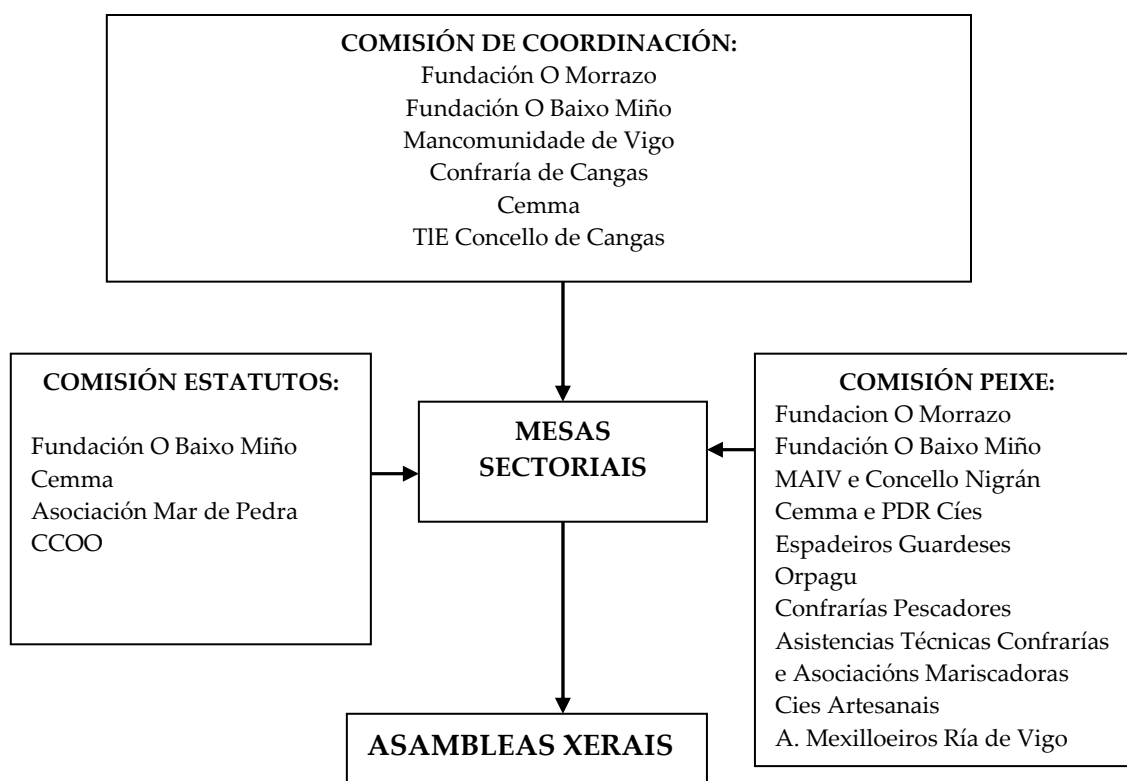 COMISIÓN DE COORDINACIÓN:
Fundación O Morrazo
Fundación O Baixo Miño
Mancomunidade de Vigo
Confraría de Cangas
Cemma
TlE Concello de Cangas
COMISIÓN ESTATUTOS:
Fundación O Baixo Miño
Cemma
Asociación Mar de Pedra
CCOO
MESAS
SECTORIAIS
COMISIÓN PEIXE:
Fundacion O Morrazo
Fundación O Baixo Miño
MAIV e Concello Nigrán
Cemma e PDR Cíes
Espadeiros Guardeses
Orpagu
Confrarías Pescadores
Asistencias Técnicas Confrarías
e Asociacións Mariscadoras
Cies Artesanais
A. Mexilloeiros Ría de Vigo
ASAMBLEAS XERAIS